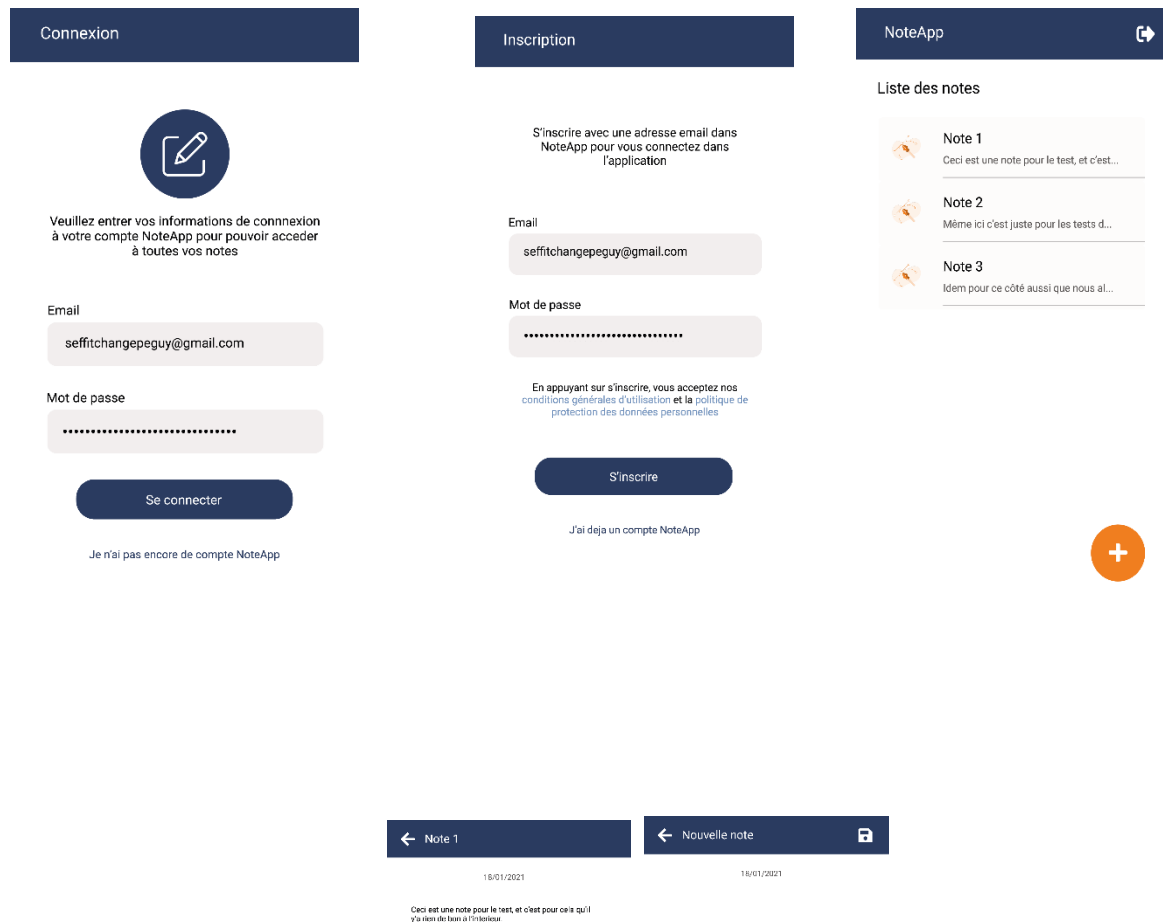 Connexion
Veuillez entrer vos informations de connnexion
à votre compte NoteApp pour pouvoir acceder
à toutes vos notes
Email
seffitchangepeguy@gmail.com
Mot de passe
•••••••••••••••••••••••••••••••
Se connecter
Je n'ai pas encore de compte NoteApp
Inscription
S'inscrire avec une adresse email dans
NoteApp pour vous connectez dans
l'application
Email
seffitchangepeguy@gmail.com
Mot de passe
•••••••••••••••••••••••••••••••
En appuyant sur s'inscrire, vous acceptez nos
conditions générales d'utilisation et la politique de
protection des données personnelles
S'inscrire
J'ai deja un compte NoteApp
NoteApp
Liste des notes
Note 1
Ceci est une note pour le test, et c'est...
Note 2
Même ici c'est juste pour les tests d...
Note 3
Idem pour ce côté aussi que nous al...
Note 1
18/01/2021
Ceci est une note pour le test, et c'est pour cela qu'il
y'a rien de bon à l'interieur.
Nouvelle note
18/01/2021